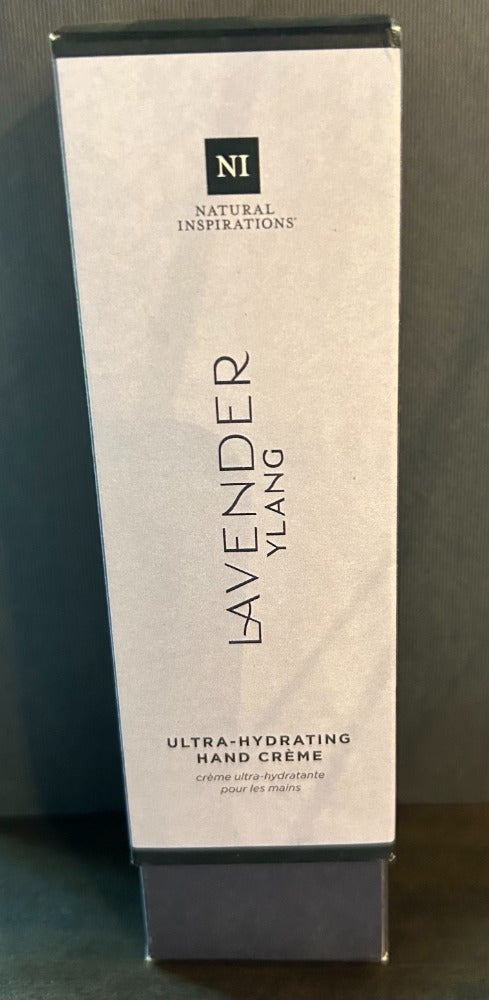 NI
NATURAL
INSPIRATIONS®
LAVENDER
YLANG
ULTRA-HYDRATING
HAND CRÈME
crème ultra-hydratante
pour les mains